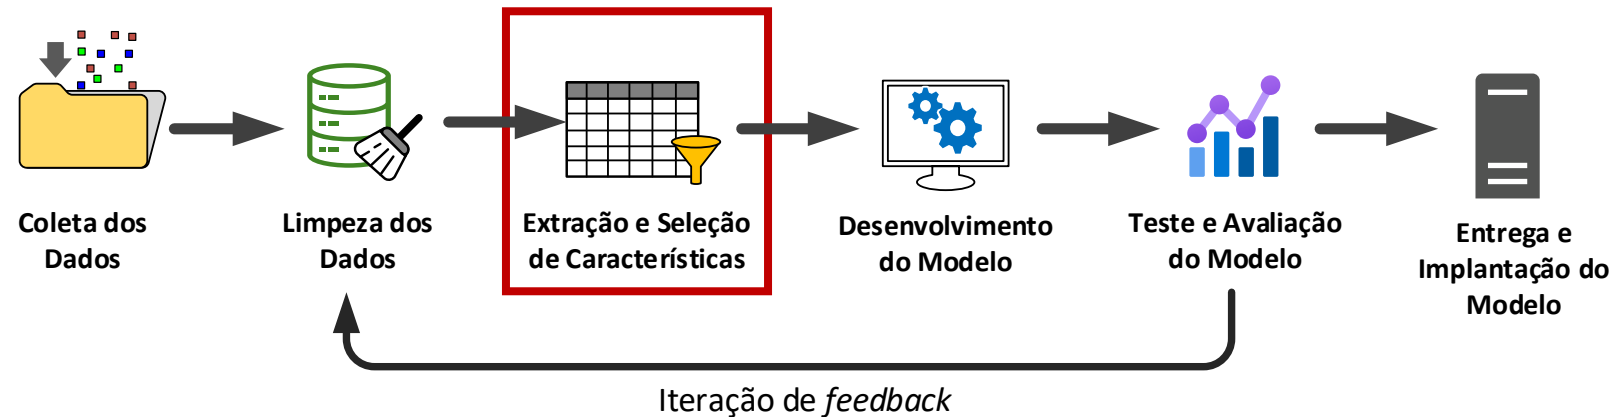 Coleta dos
Dados
Limpeza dos
Dados
Extração e Seleção
de Características
Desenvolvimento
do Modelo
Teste e Avaliação
do Modelo
Entrega e
Implantação do
Modelo
Iteração de feedback